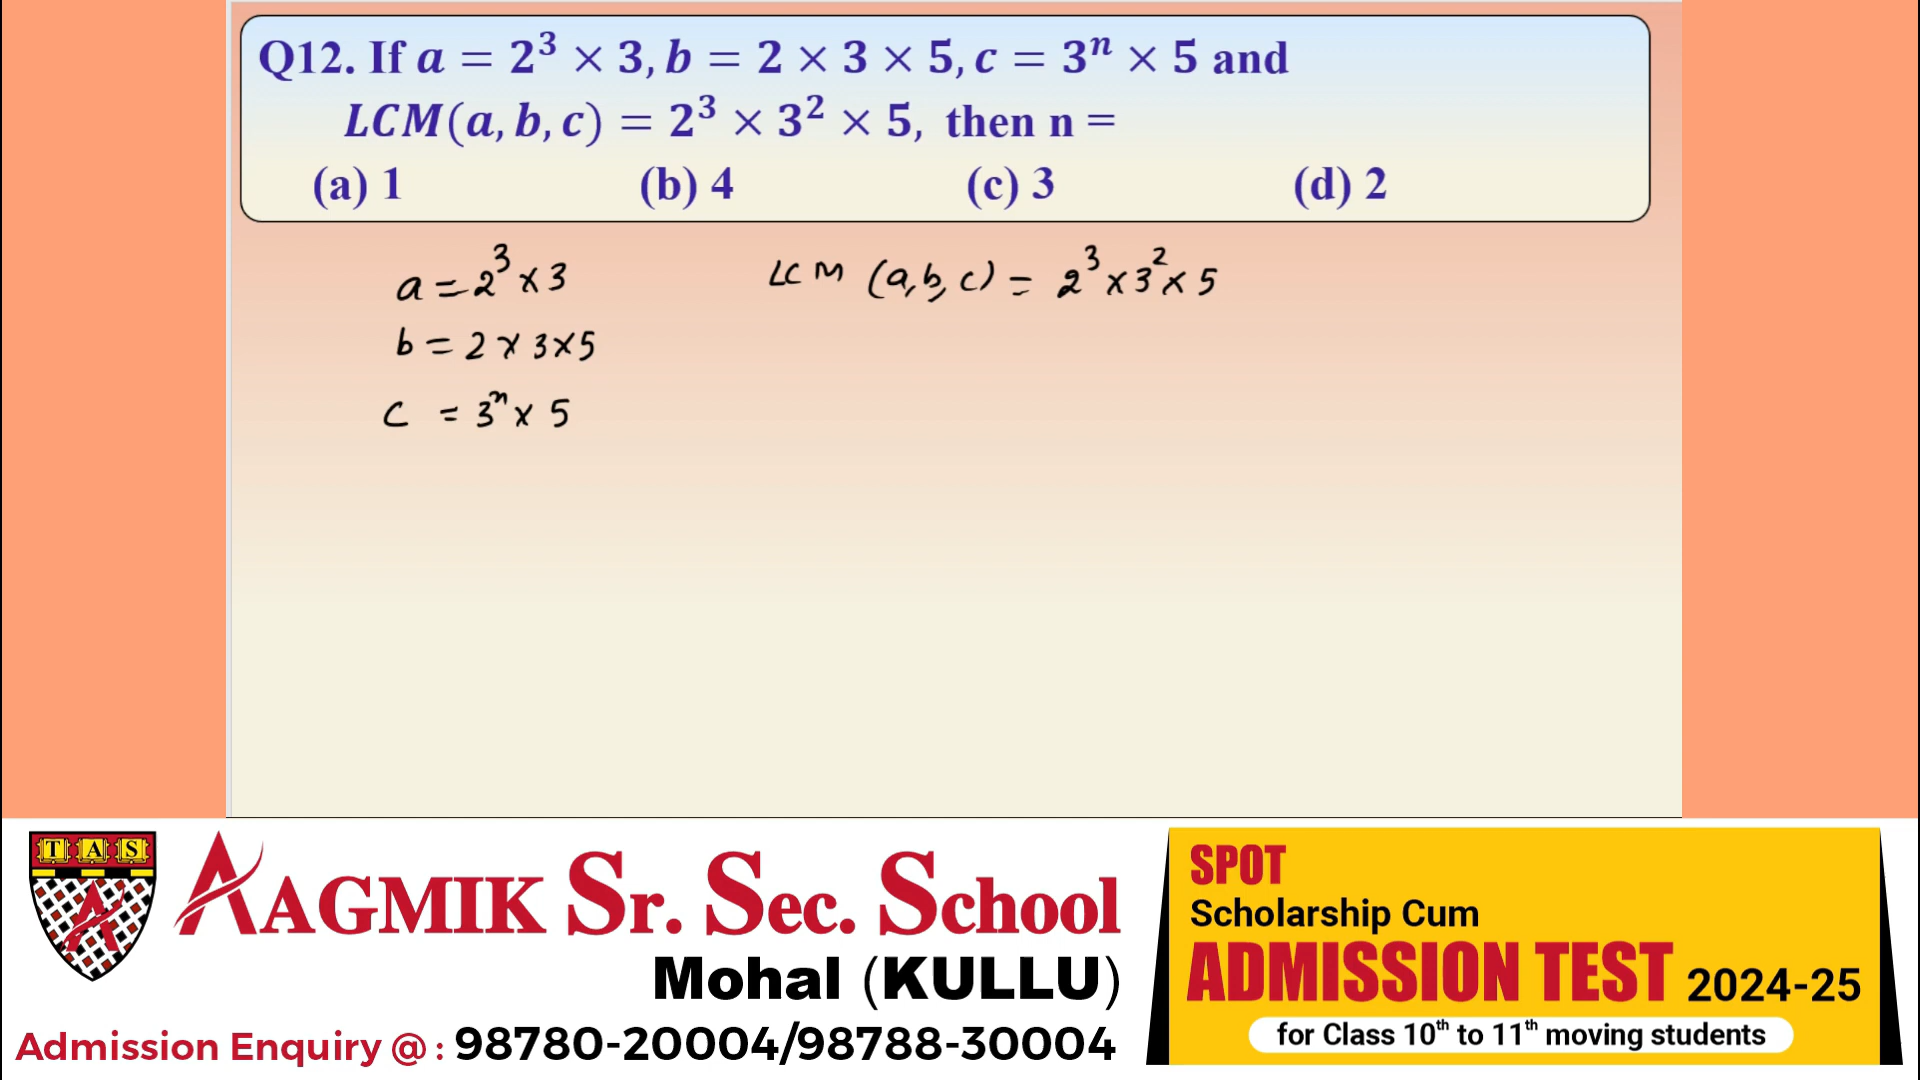 Q12. If a = 2³ × 3, b = 2 × 3 × 5, c = 3ⁿ × 5 and
LCM(a, b, c) = 2³ × 3² × 5, then n =
(a) 1 (b) 4 (c) 3 (d) 2
a = 2³ × 3 LCM (a, b, c) = 2³ × 3² × 5
b = 2 × 3 × 5
c = 3ⁿ × 5
TAS
AAGMIK Sr. Sec. School
Mohal (KULLU)
Admission Enquiry @ : 98780-20004/98788-30004
SPOT
Scholarship Cum
ADMISSION TEST 2024-25
for Class 10th to 11th moving students